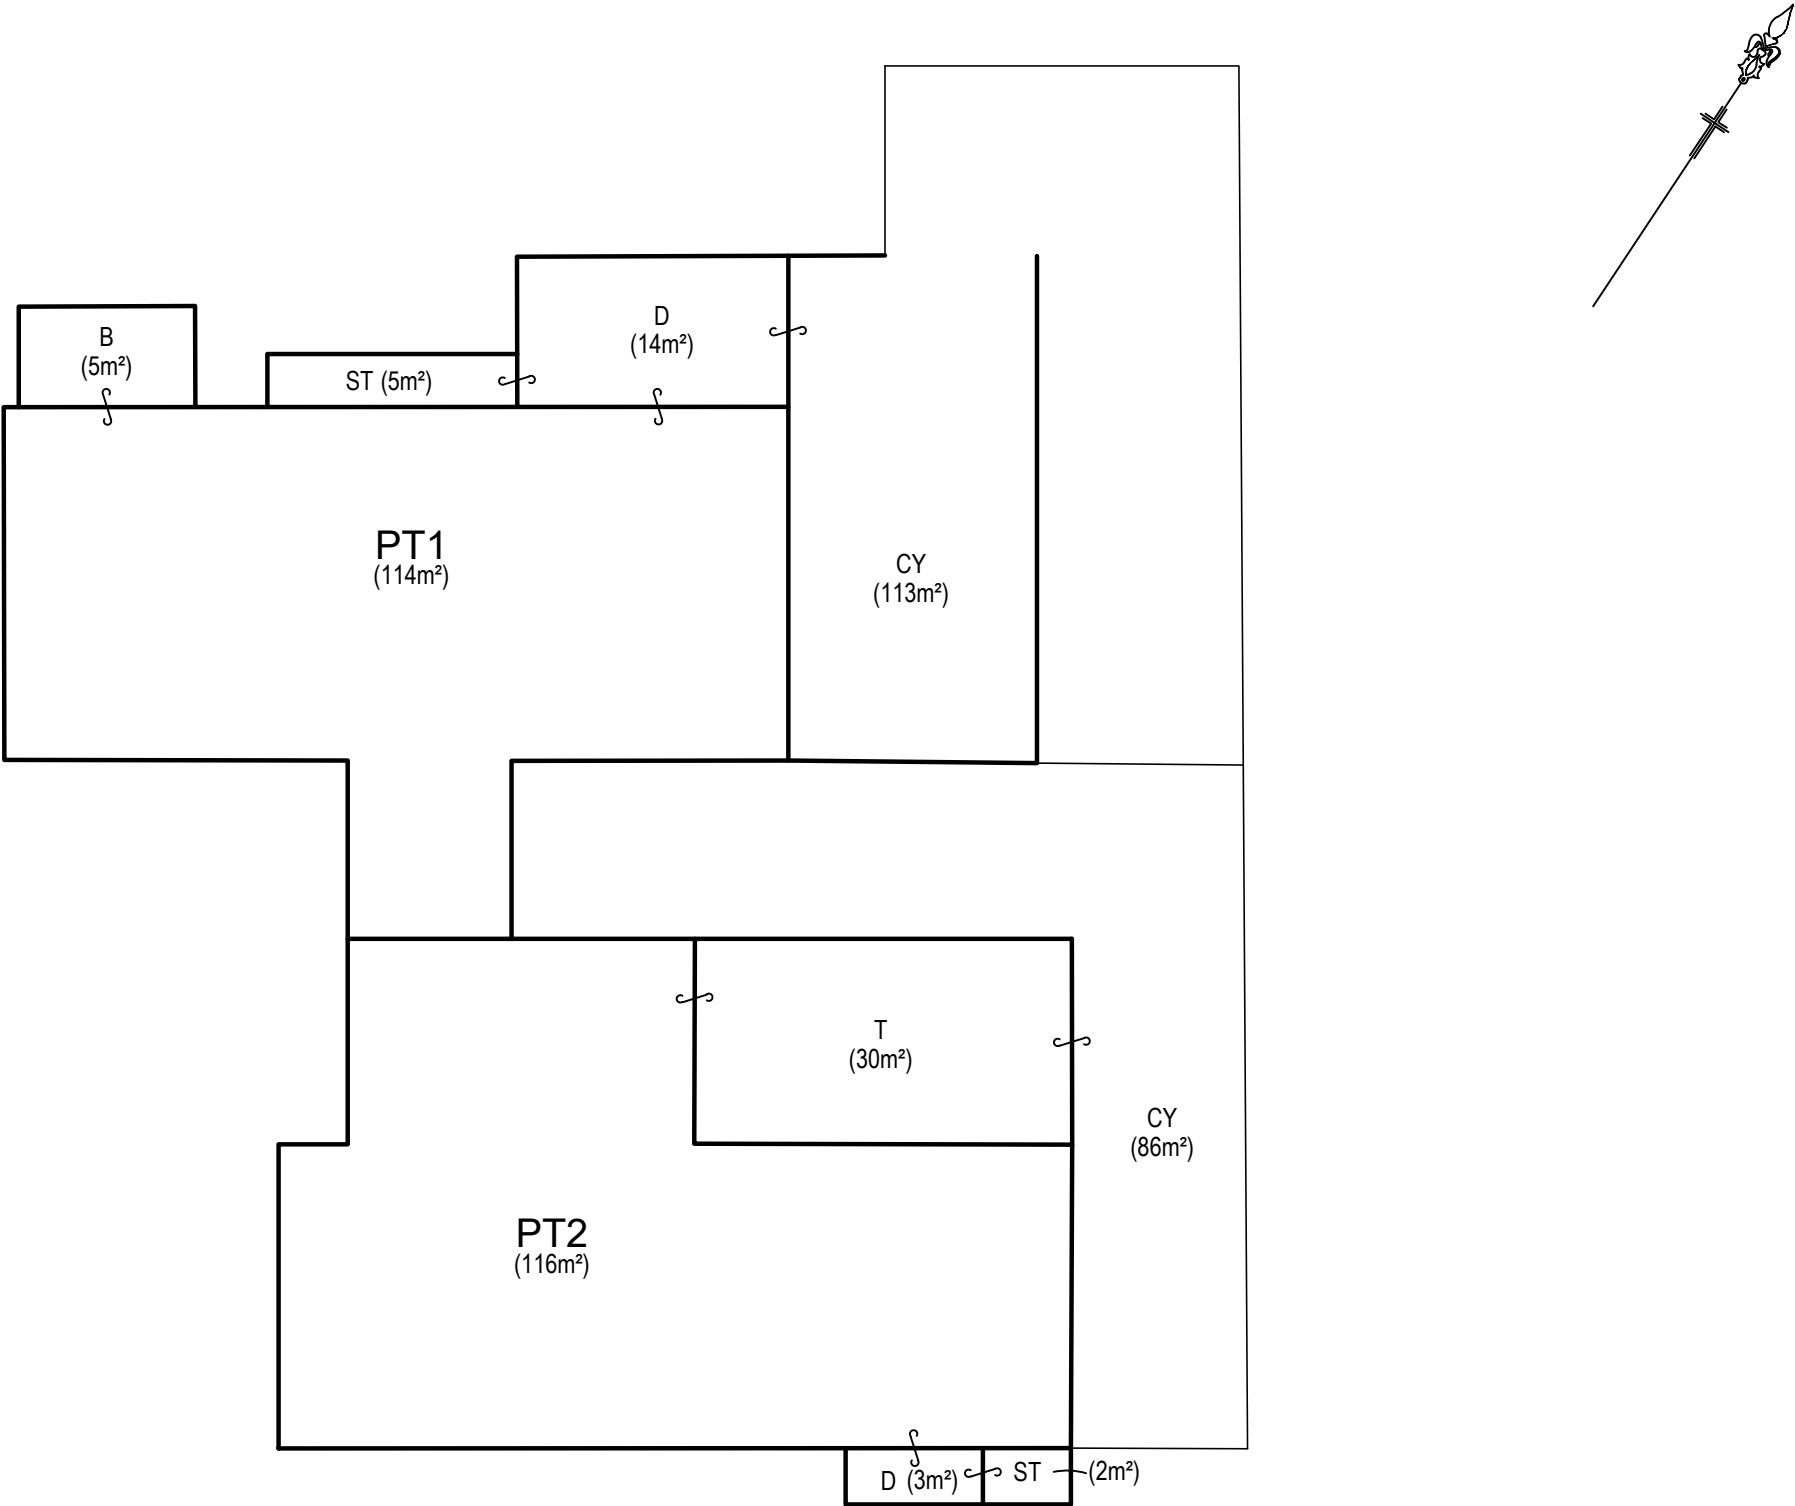 B
(5m²)
ST (5m²)
D
(14m²)
PT1
(114m²)
CY
(113m²)
T
(30m²)
CY
(86m²)
PT2
(116m²)
D (3m²)
ST (2m²)